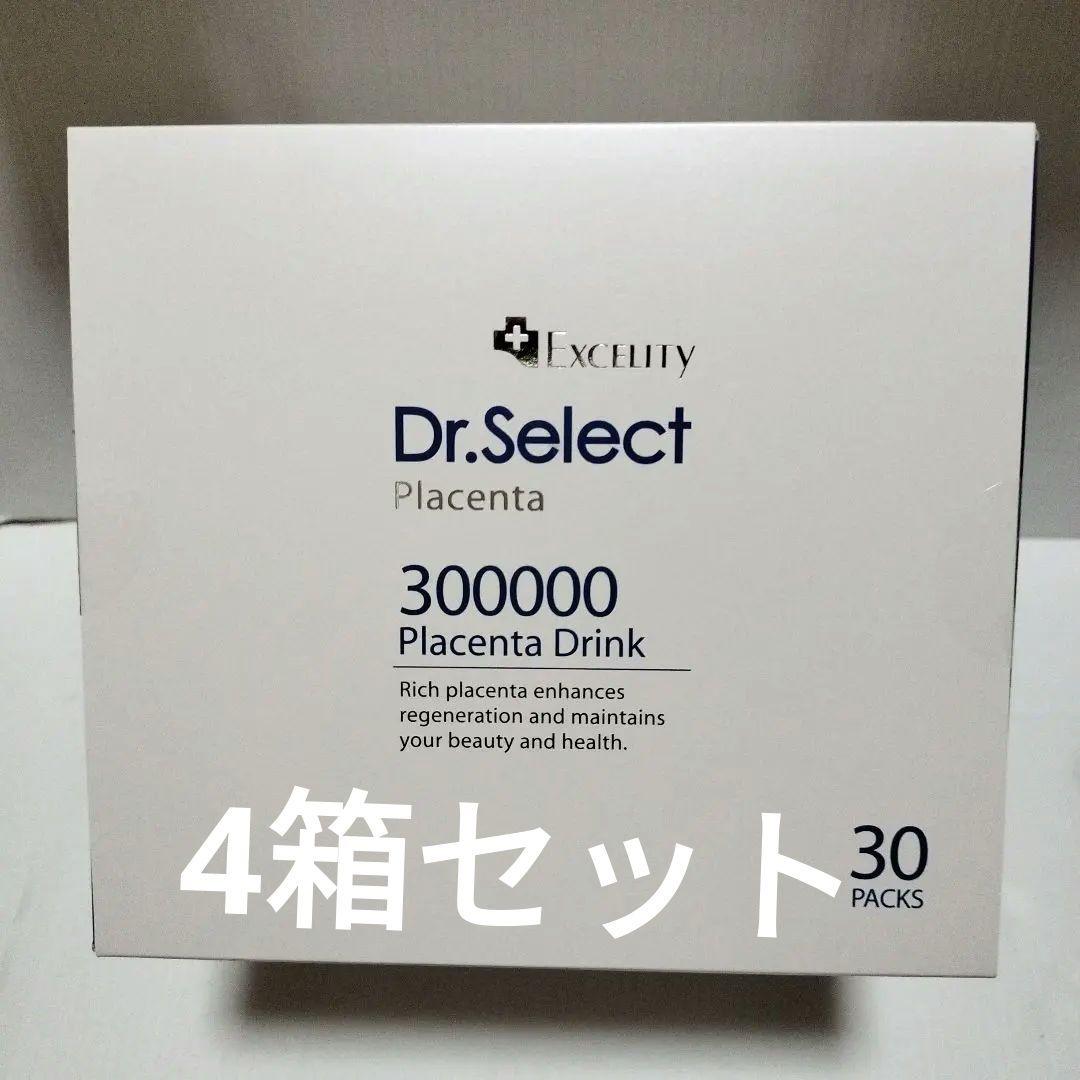 EXCELITY
Dr.Select
Placenta
300000
Placenta Drink
Rich placenta enhances
regeneration and maintains
your beauty and health.
4箱セット
30
PACKS